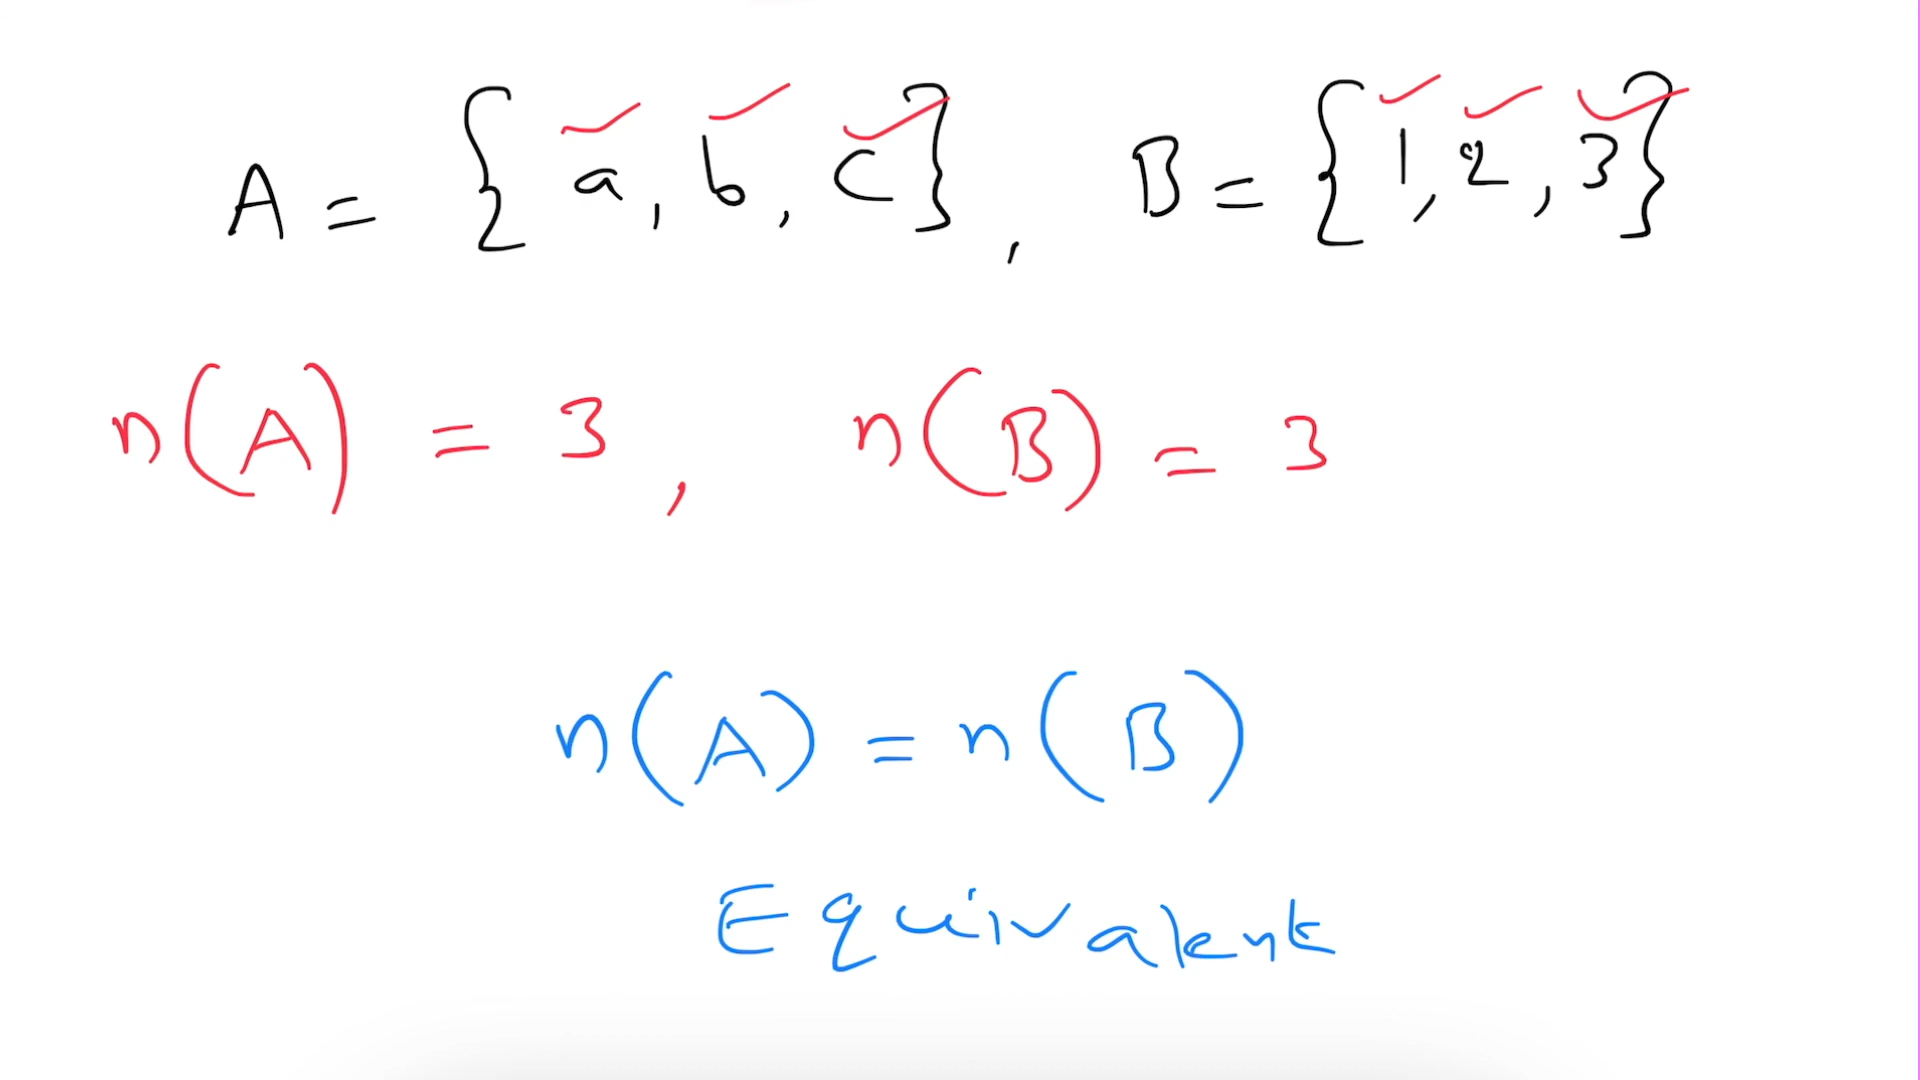 A = {a, b, c}, B = {1, 2, 3}
n(A) = 3, n(B) = 3
n(A) = n(B)
Equivalent